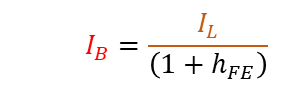 I_B = I_L / (1 + h_FE)